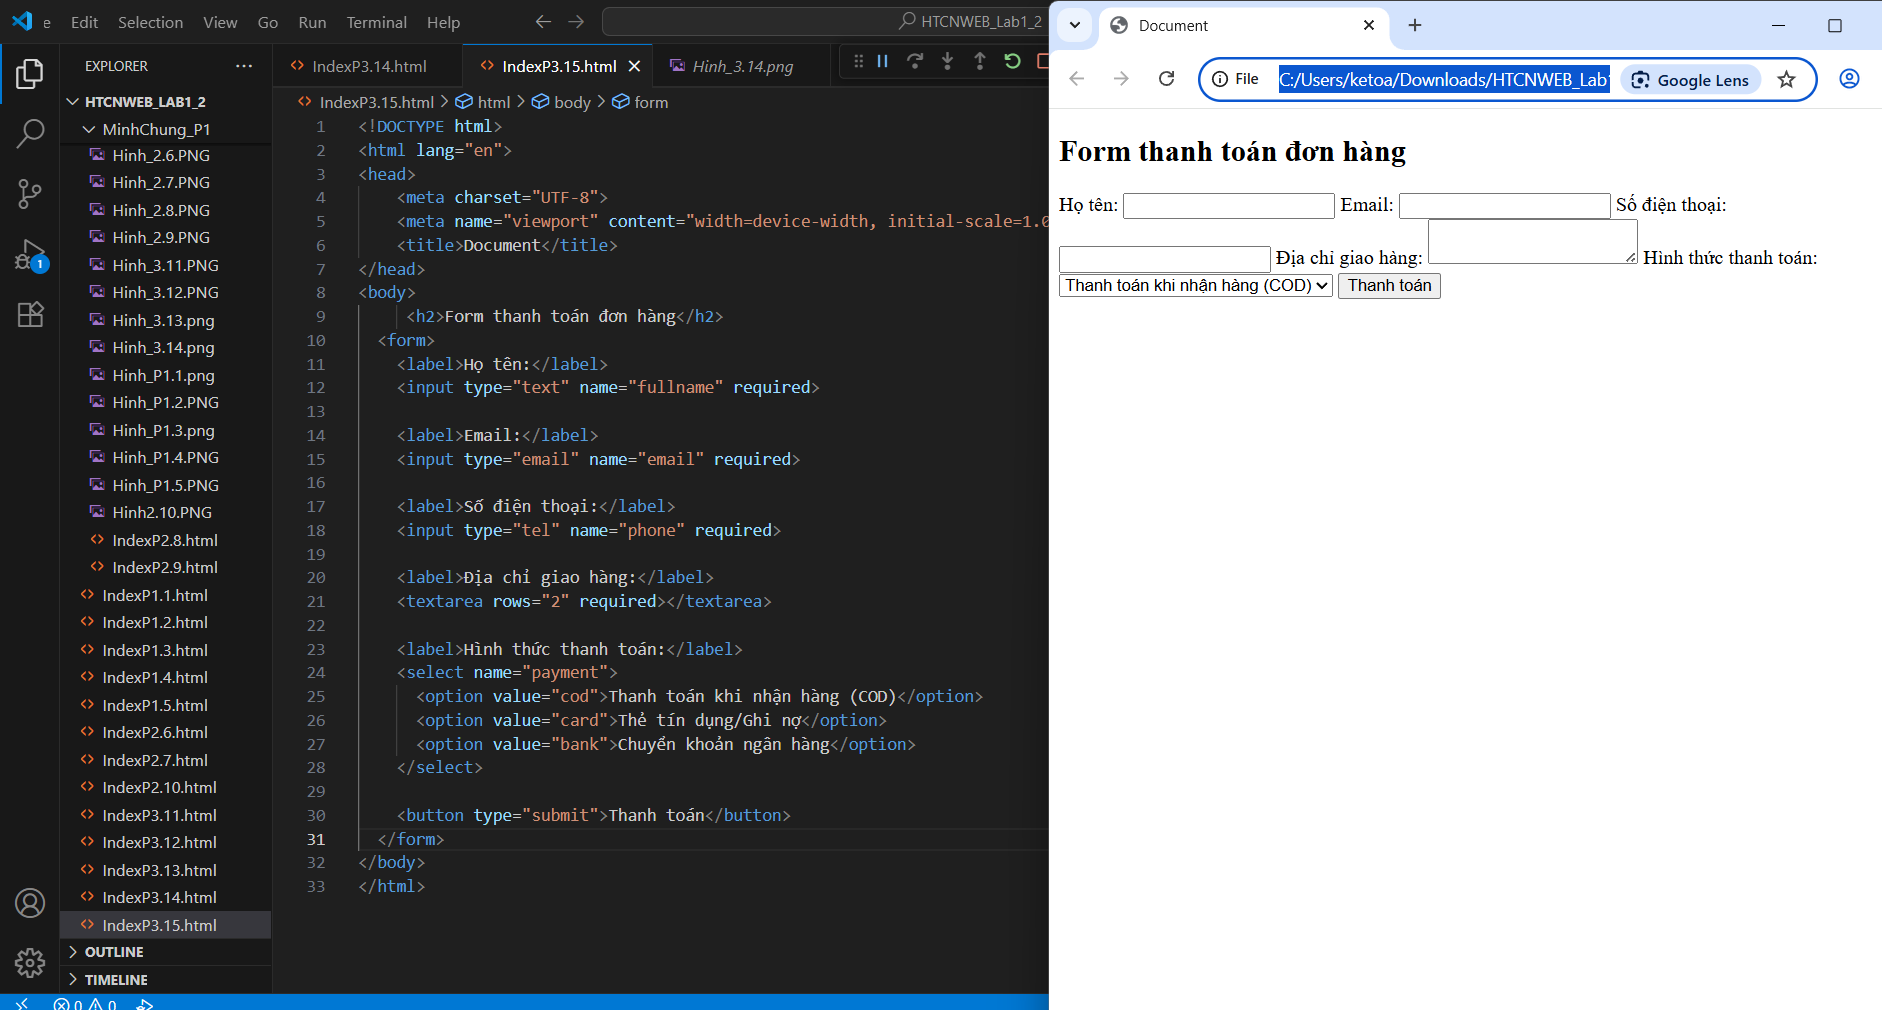 e Edit Selection View Go Run Terminal Help
HTCNWEB_Lab1_2
EXPLORER
HTCNWEB_LAB1_2
MinhChung_P1
Hinh_2.6.PNG
Hinh_2.7.PNG
Hinh_2.8.PNG
Hinh_2.9.PNG
Hinh_3.11.PNG
Hinh_3.12.PNG
Hinh_3.13.png
Hinh_3.14.png
Hinh_P1.1.png
Hinh_P1.2.PNG
Hinh_P1.3.png
Hinh_P1.4.PNG
Hinh_P1.5.PNG
Hinh2.10.PNG
IndexP2.8.html
IndexP2.9.html
IndexP1.1.html
IndexP1.2.html
IndexP1.3.html
IndexP1.4.html
IndexP1.5.html
IndexP2.6.html
IndexP2.7.html
IndexP2.10.html
IndexP3.11.html
IndexP3.12.html
IndexP3.13.html
IndexP3.14.html
IndexP3.15.html
OUTLINE
TIMELINE
1
0 0
IndexP3.14.html IndexP3.15.html Hinh_3.14.png
IndexP3.15.html > html > body > form
1 <!DOCTYPE html>
2 <html lang="en">
3 <head>
4 <meta charset="UTF-8">
5 <meta name="viewport" content="width=device-width, initial-scale=1.0
6 <title>Document</title>
7 </head>
8 <body>
9 <h2>Form thanh toán đơn hàng</h2>
10 <form>
11 <label>Họ tên:</label>
12 <input type="text" name="fullname" required>
13
14 <label>Email:</label>
15 <input type="email" name="email" required>
16
17 <label>Số điện thoại:</label>
18 <input type="tel" name="phone" required>
19
20 <label>Địa chỉ giao hàng:</label>
21 <textarea rows="2" required></textarea>
22
23 <label>Hình thức thanh toán:</label>
24 <select name="payment">
25 <option value="cod">Thanh toán khi nhận hàng (COD)</option>
26 <option value="card">Thẻ tín dụng/Ghi nợ</option>
27 <option value="bank">Chuyển khoản ngân hàng</option>
28 </select>
29
30 <button type="submit">Thanh toán</button>
31 </form>
32 </body>
33 </html>
Document
File C:/Users/ketoa/Downloads/HTCNWEB_Lab Google Lens
Form thanh toán đơn hàng
Họ tên: Email: Số điện thoại:
Địa chỉ giao hàng: Hình thức thanh toán:
Thanh toán khi nhận hàng (COD) Thanh toán